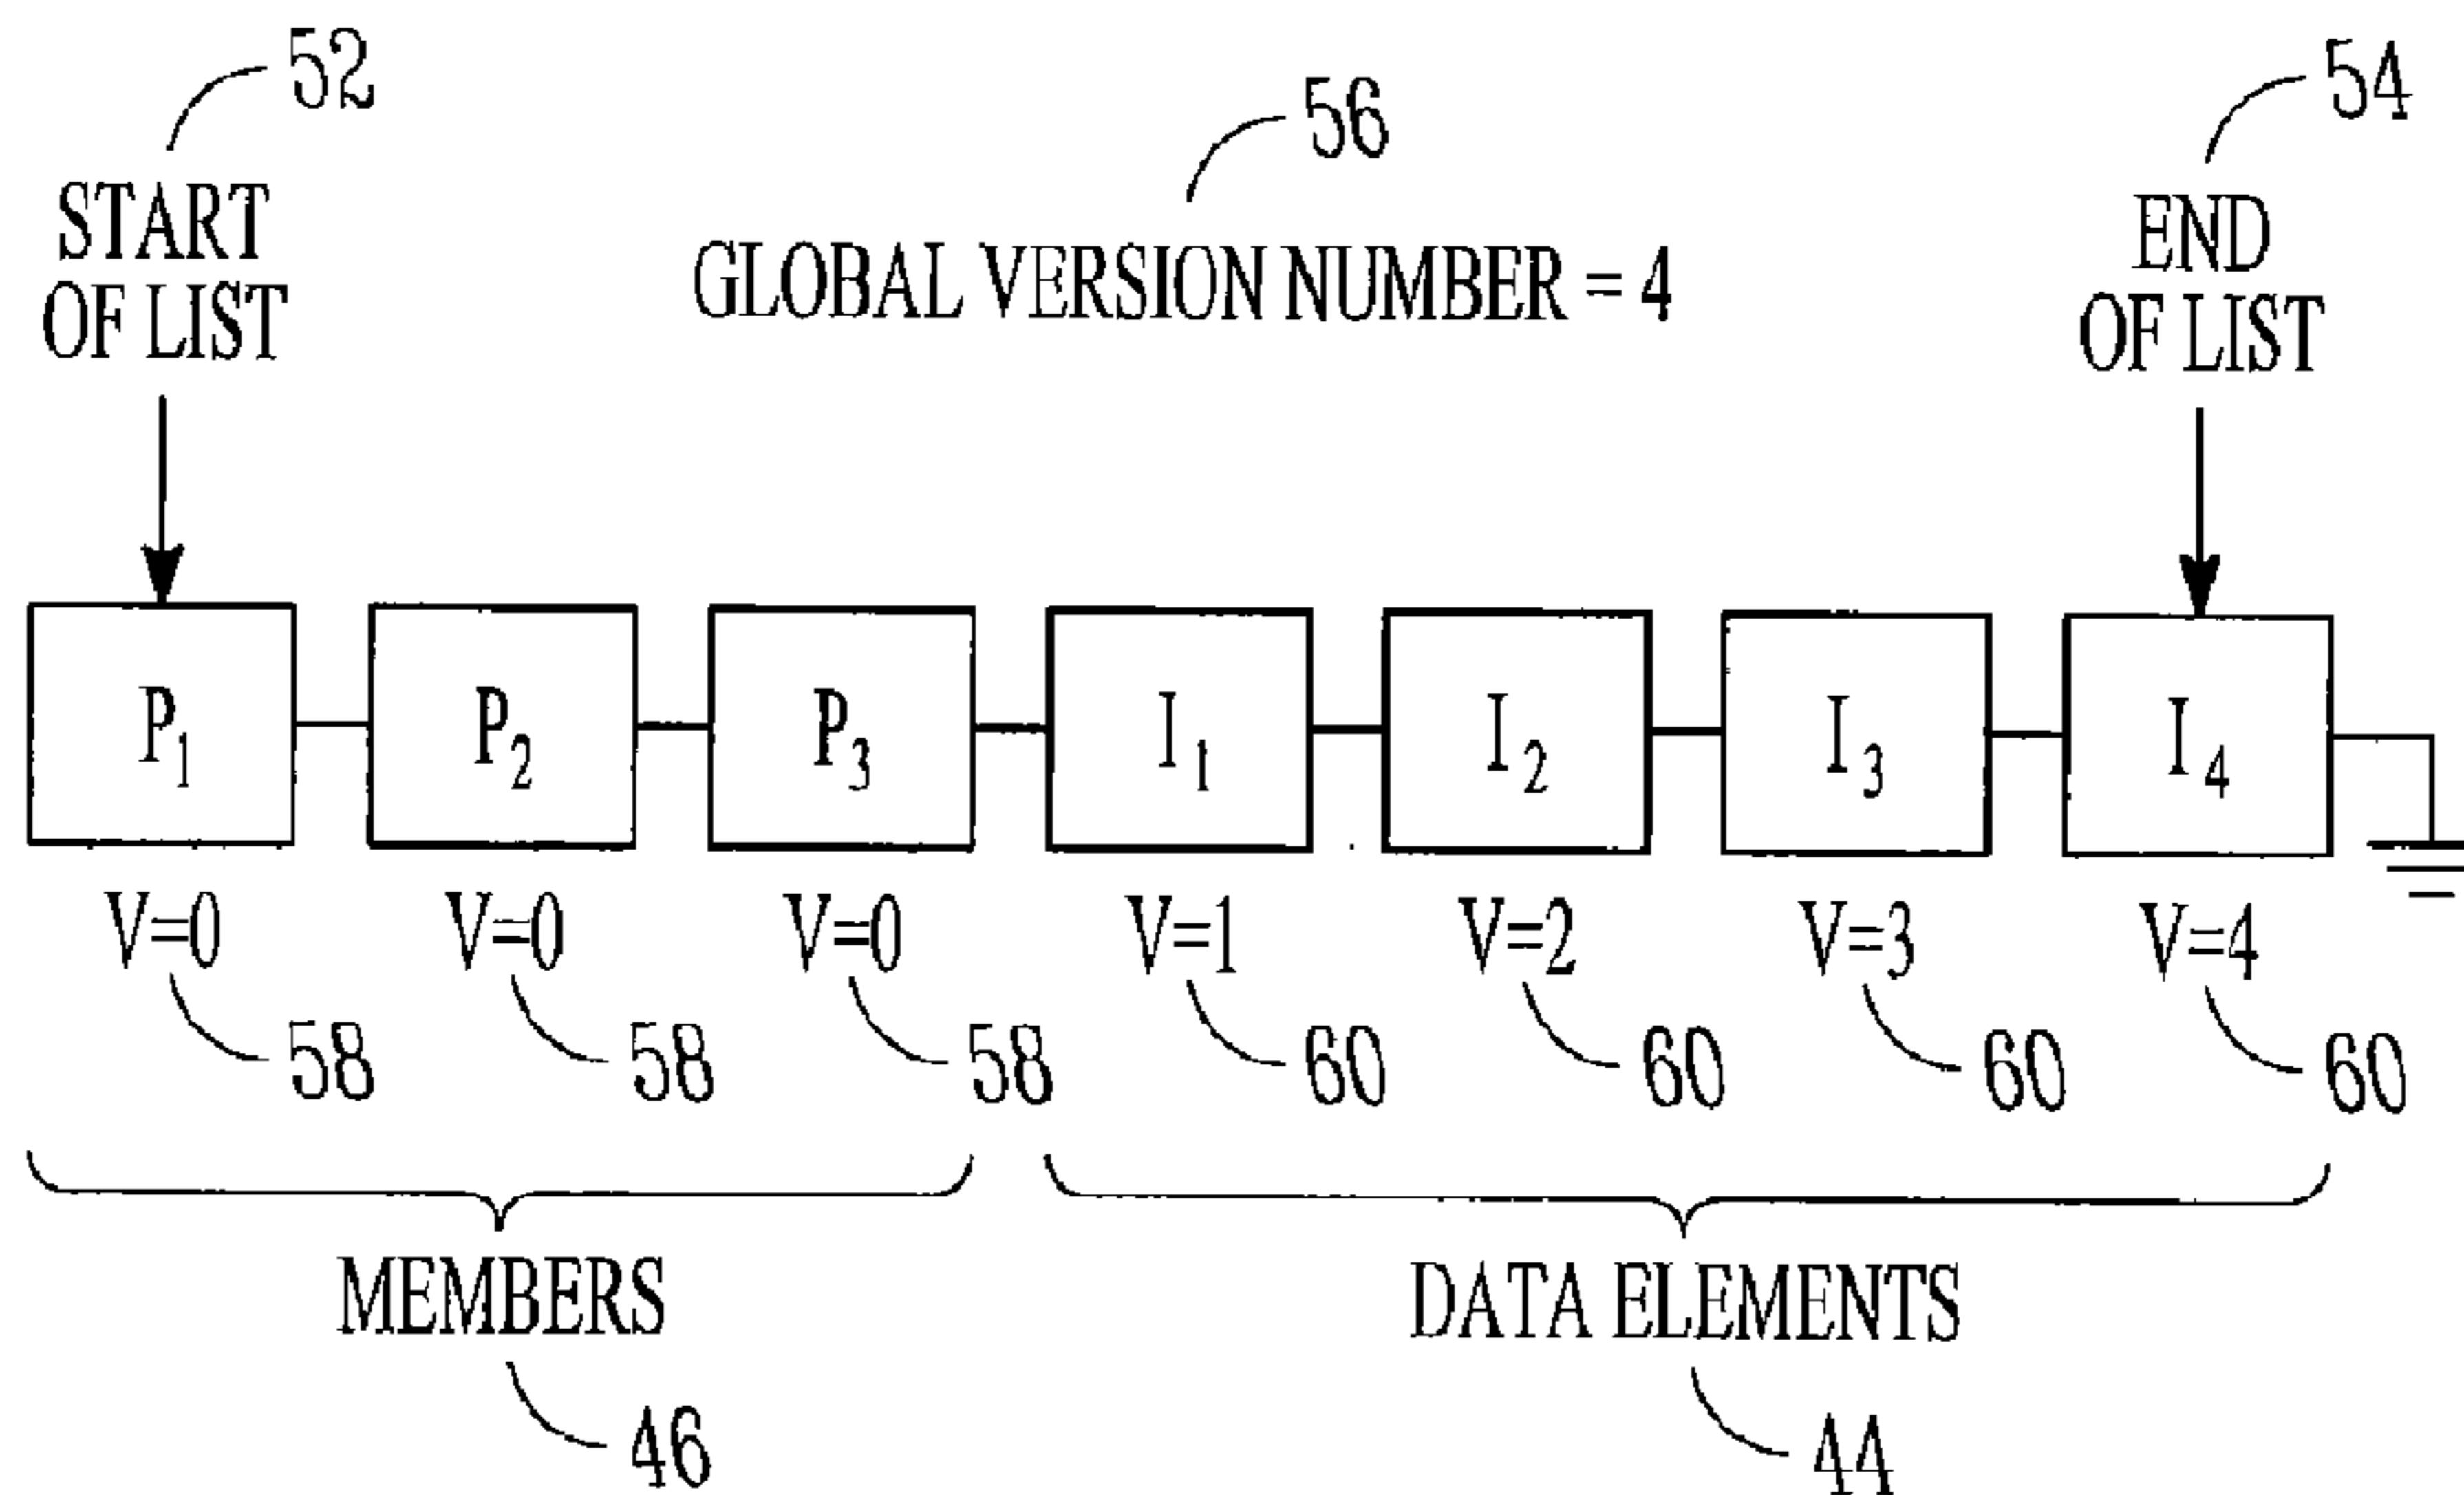 52
56
54
START
OF LIST
GLOBAL VERSION NUMBER = 4
END
OF LIST
P1
P2
P3
I1
I2
I3
I4
V=0
V=0
V=0
V=1
V=2
V=3
V=4
58
58
58
60
60
60
60
MEMBERS
DATA ELEMENTS
46
44